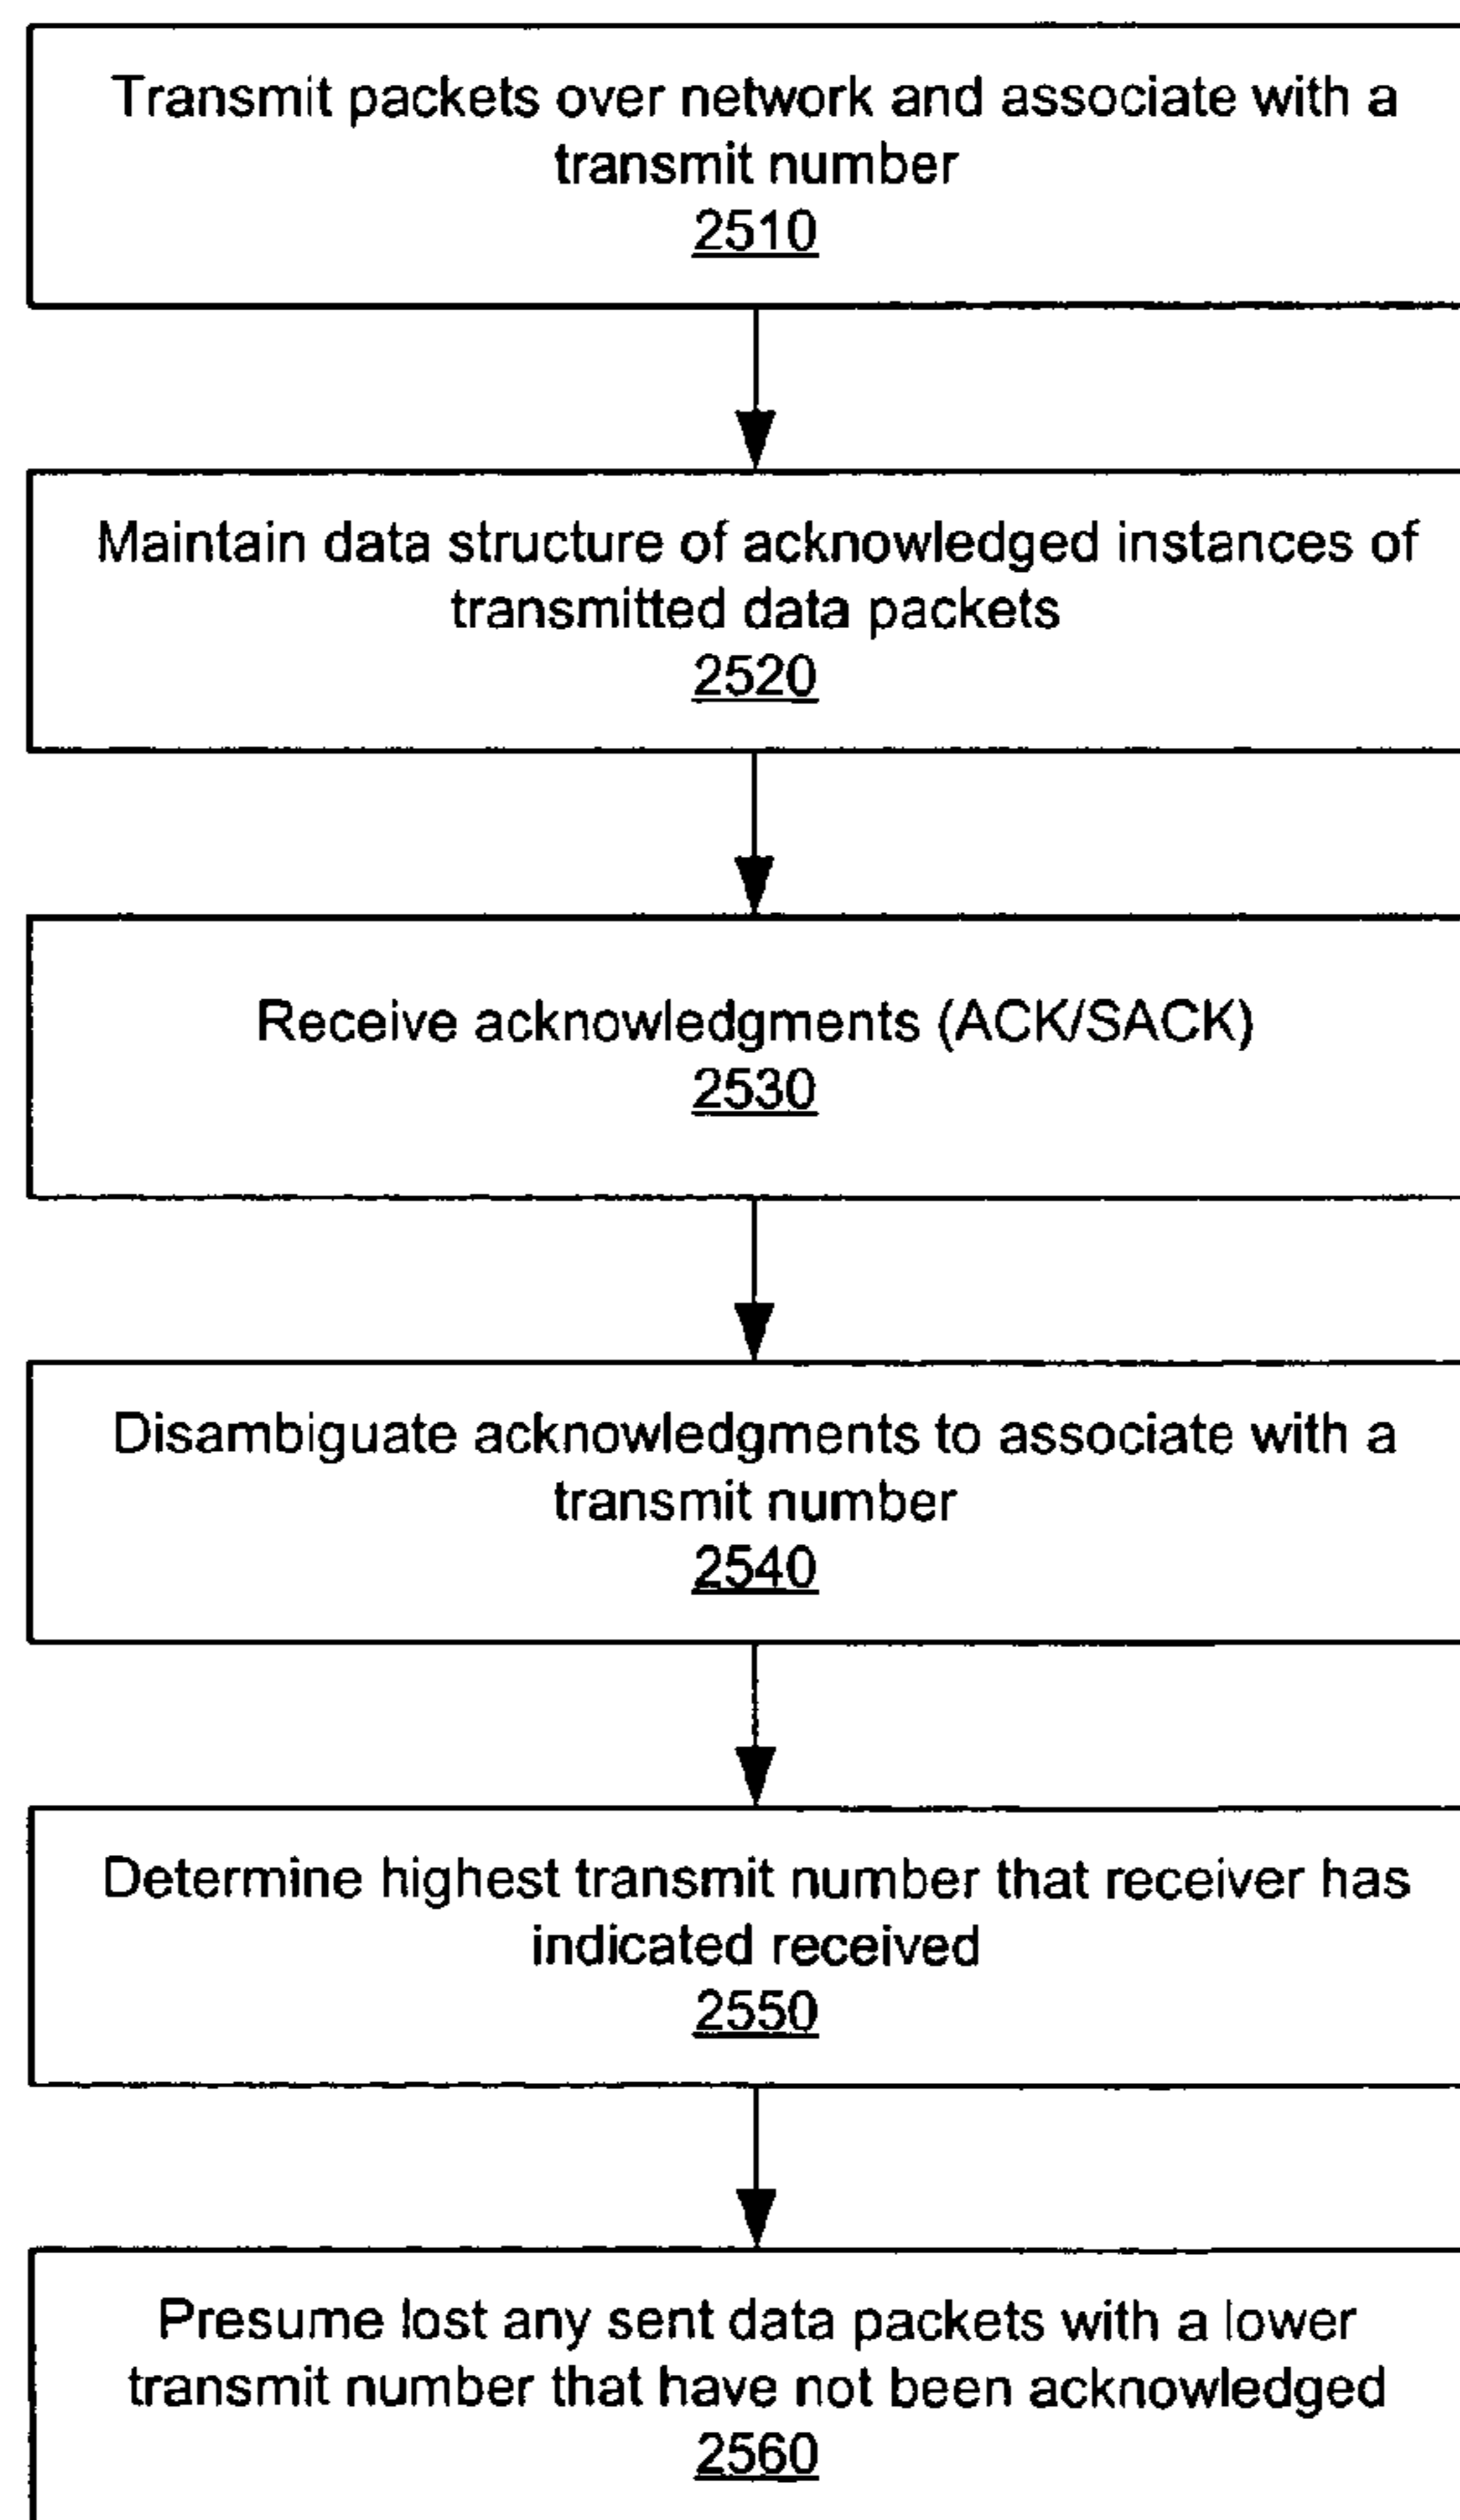 Transmit packets over network and associate with a
transmit number
2510
Maintain data structure of acknowledged instances of
transmitted data packets
2520
Receive acknowledgments (ACK/SACK)
2530
Disambiguate acknowledgments to associate with a
transmit number
2540
Determine highest transmit number that receiver has
indicated received
2550
Presume lost any sent data packets with a lower
transmit number that have not been acknowledged
2560